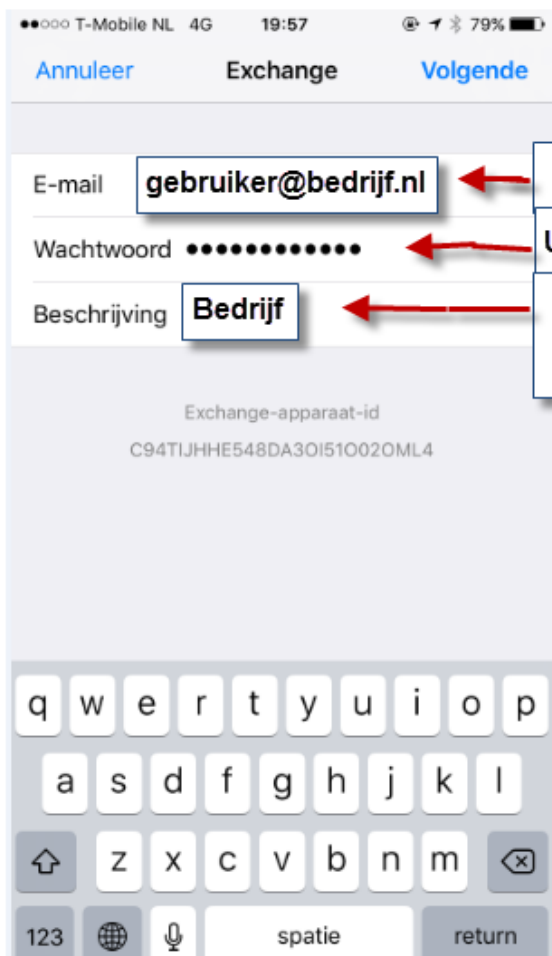 T-Mobile NL 4G 19:57 79%
Annuleer Exchange Volgende
E-mail gebruiker@bedrijf.nl
Wachtwoord ●●●●●●●●●●●●
Beschrijving Bedrijf
Exchange-apparaat-id
C94TIJHHE548DA3OI51O02OML4
q w e r t y u i o p
a s d f g h j k l
z x c v b n m
123 spatie return